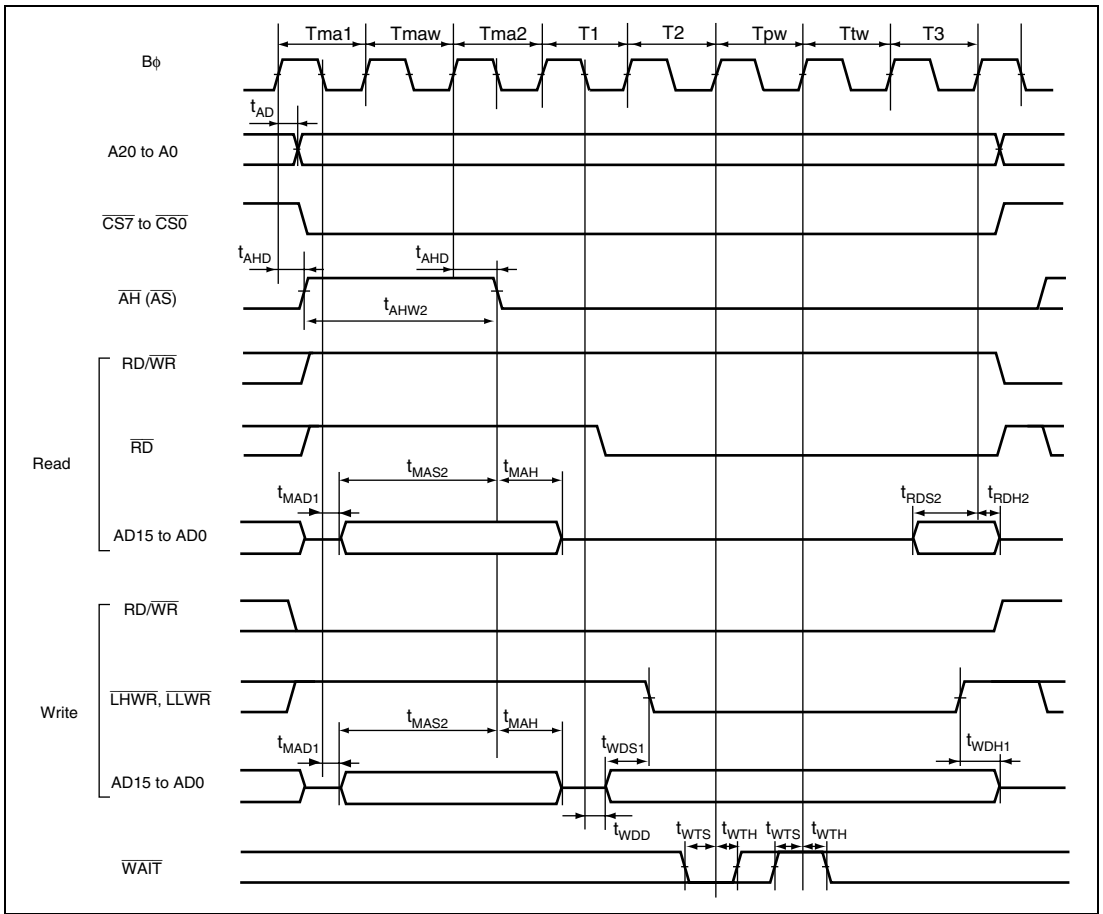 Tma1 Tmaw Tma2 T1 T2 Tpw Ttw T3
Bϕ
tAD
A20 to A0
CS7 to CS0
tAHD tAHD
AH (AS)
tAHW2
RD/WR
RD
Read
tMAS2 tMAH
tMAD1 tRDS2 tRDH2
AD15 to AD0
RD/WR
LHWR, LLWR
Write
tMAS2 tMAH
tMAD1 tWDS1 tWDH1
AD15 to AD0
tWDD tWTS tWTH tWTS tWTH
WAIT